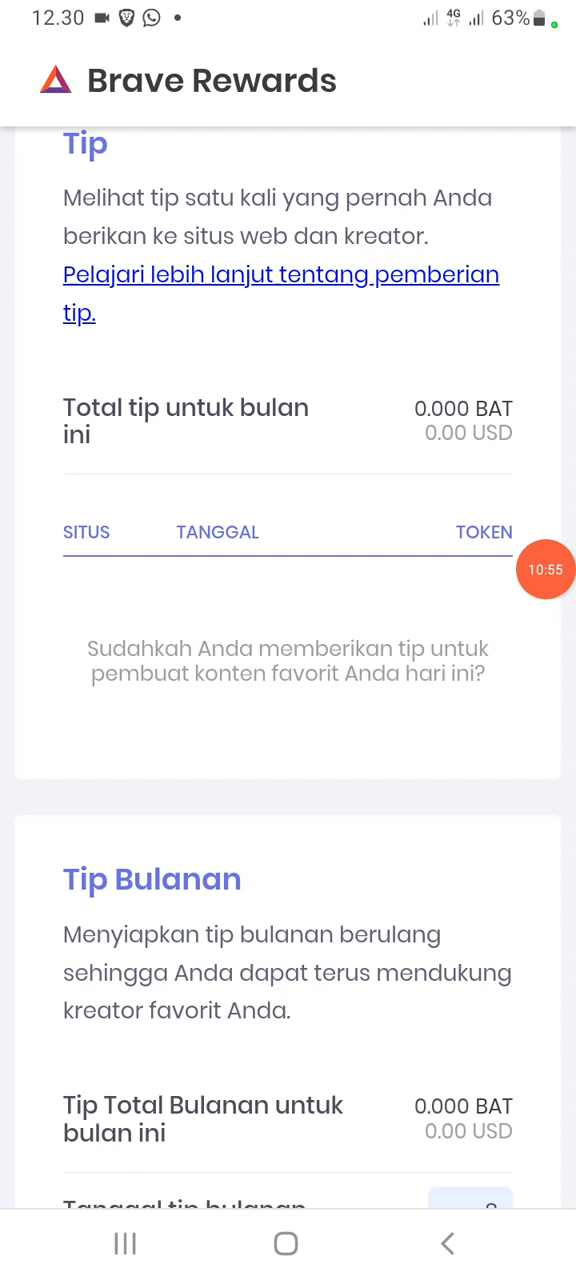 12.30
4G
63%
Brave Rewards
Tip
Melihat tip satu kali yang pernah Anda
berikan ke situs web dan kreator.
Pelajari lebih lanjut tentang pemberian
tip.
Total tip untuk bulan
ini
0.000 BAT
0.00 USD
SITUS TANGGAL TOKEN
10:55
Sudahkah Anda memberikan tip untuk
pembuat konten favorit Anda hari ini?
Tip Bulanan
Menyiapkan tip bulanan berulang
sehingga Anda dapat terus mendukung
kreator favorit Anda.
Tip Total Bulanan untuk
bulan ini
0.000 BAT
0.00 USD
Tanggal tip bulanan